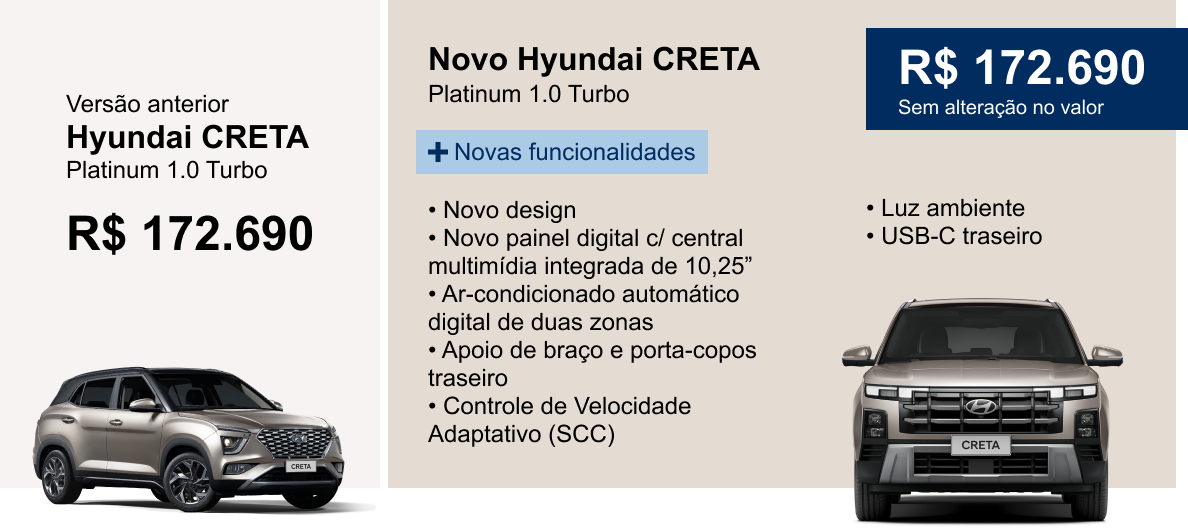 Versão anterior
Hyundai CRETA
Platinum 1.0 Turbo
R$ 172.690
CRETA
Novo Hyundai CRETA
Platinum 1.0 Turbo
+ Novas funcionalidades
• Novo design
• Novo painel digital c/ central
multimídia integrada de 10,25”
• Ar-condicionado automático
digital de duas zonas
• Apoio de braço e porta-copos
traseiro
• Controle de Velocidade
Adaptativo (SCC)
R$ 172.690
Sem alteração no valor
• Luz ambiente
• USB-C traseiro
CRETA